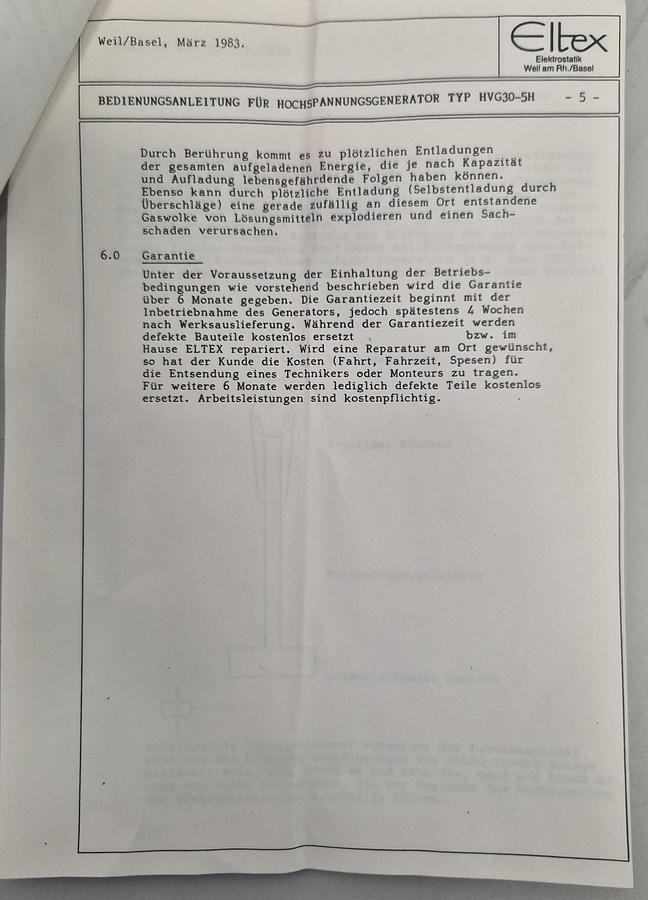 Weil/Basel, März 1983.
Eltex
Elektrostatik
Weil am Rh./Basel
BEDIENUNGSANLEITUNG FÜR HOCHSPANNUNGSGENERATOR TYP HVG30-5H - 5 -
Durch Berührung kommt es zu plötzlichen Entladungen
der gesamten aufgeladenen Energie, die je nach Kapazität
und Aufladung lebensgefährdende Folgen haben können.
Ebenso kann durch plötzliche Entladung (Selbstentladung durch
Überschläge) eine gerade zufällig an diesem Ort entstandene
Gaswolke von Lösungsmitteln explodieren und einen Sach-
schaden verursachen.
6.0 Garantie
Unter der Voraussetzung der Einhaltung der Betriebs-
bedingungen wie vorstehend beschrieben wird die Garantie
über 6 Monate gegeben. Die Garantiezeit beginnt mit der
Inbetriebnahme des Generators, jedoch spätestens 4 Wochen
nach Werksauslieferung. Während der Garantiezeit werden
defekte Bauteile kostenlos ersetzt bzw. im
Hause ELTEX repariert. Wird eine Reparatur am Ort gewünscht,
so hat der Kunde die Kosten (Fahrt, Fahrzeit, Spesen) für
die Entsendung eines Technikers oder Monteurs zu tragen.
Für weitere 6 Monate werden lediglich defekte Teile kostenlos
ersetzt. Arbeitsleistungen sind kostenpflichtig.